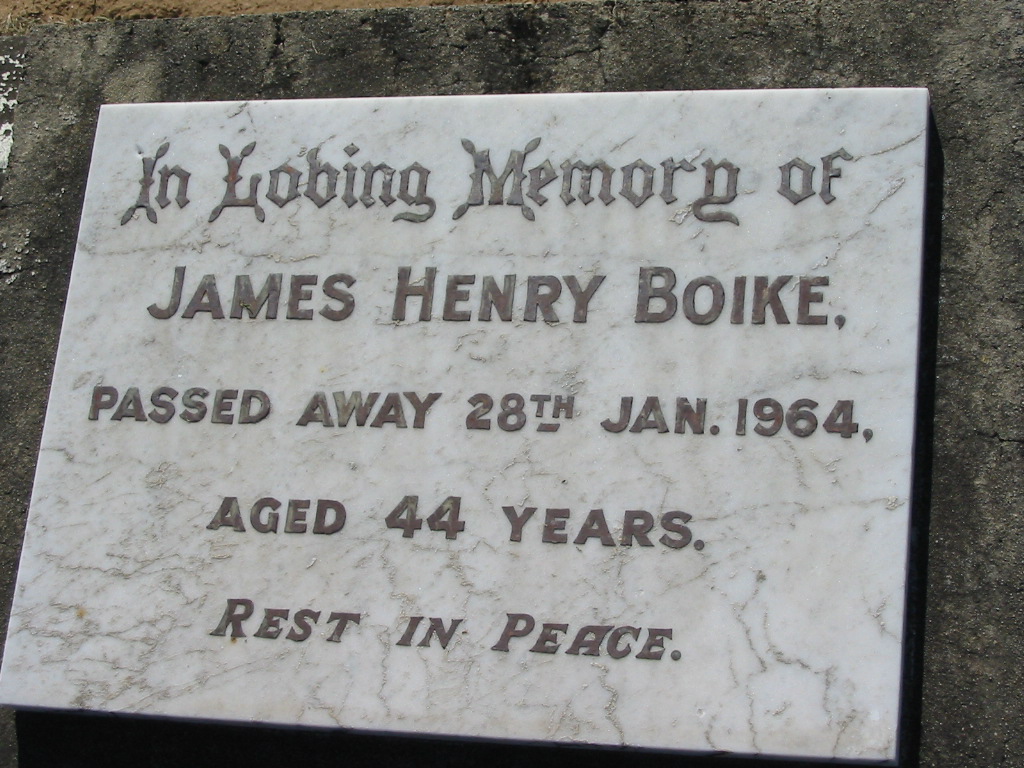 In Loving Memory of
JAMES HENRY BOIKE,
PASSED AWAY 28TH JAN. 1964,
AGED 44 YEARS.
REST IN PEACE.